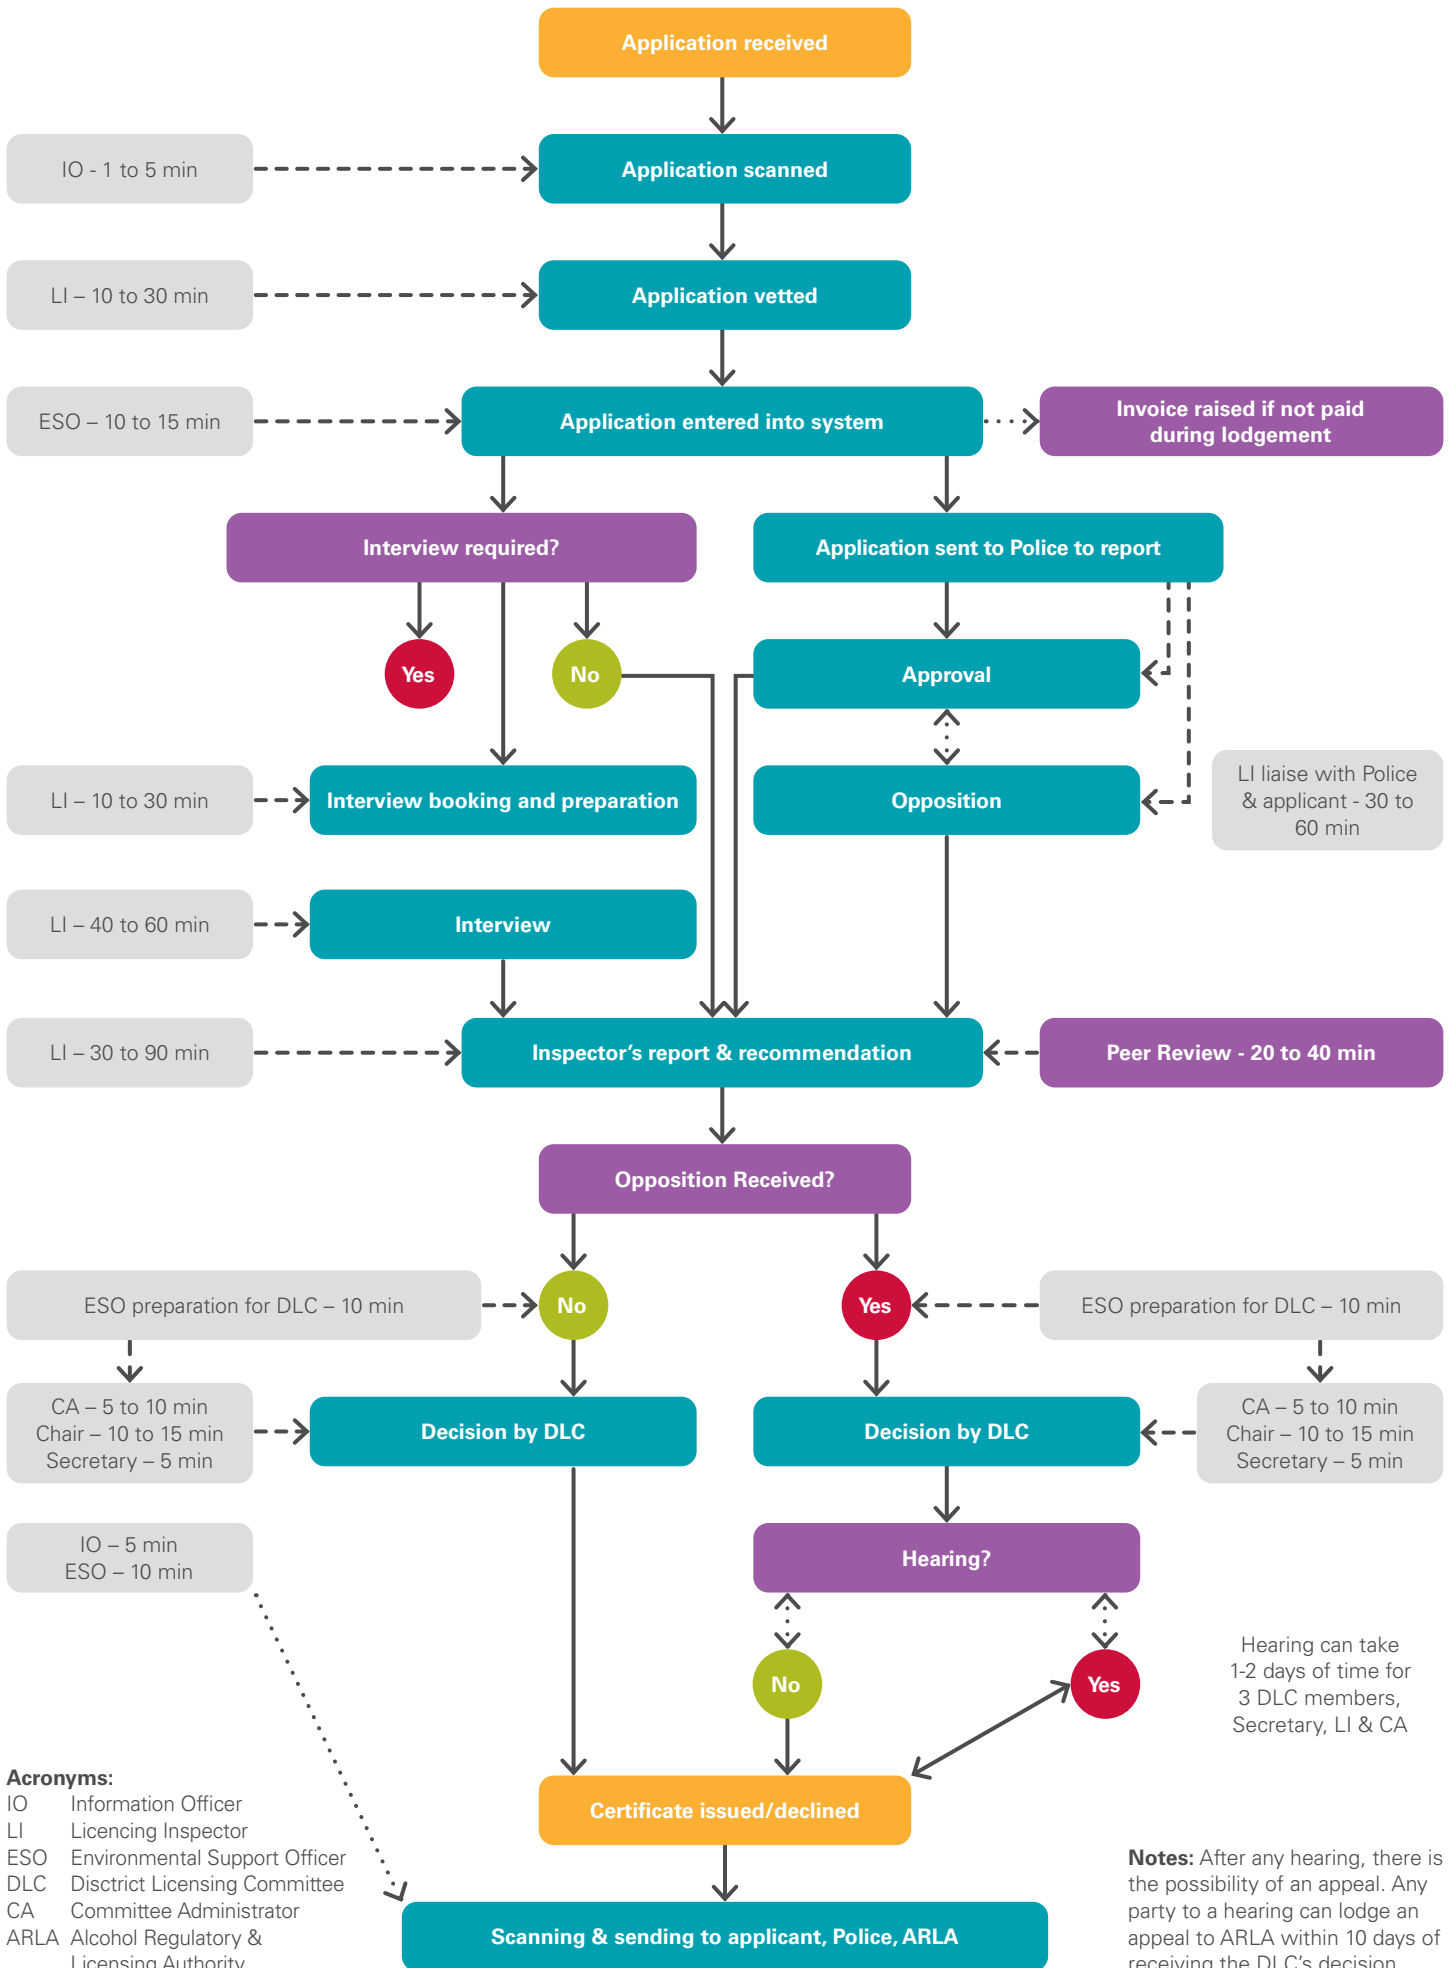 Application received
IO - 1 to 5 min
Application scanned
LI – 10 to 30 min
Application vetted
ESO – 10 to 15 min
Application entered into system
Invoice raised if not paid
during lodgement
Interview required?
Application sent to Police to report
Yes
No
Approval
LI – 10 to 30 min
Interview booking and preparation
Opposition
LI liaise with Police
& applicant - 30 to
60 min
LI – 40 to 60 min
Interview
LI – 30 to 90 min
Inspector's report & recommendation
Peer Review - 20 to 40 min
Opposition Received?
ESO preparation for DLC – 10 min
No
Yes
ESO preparation for DLC – 10 min
CA – 5 to 10 min
Chair – 10 to 15 min
Secretary – 5 min
Decision by DLC
Decision by DLC
CA – 5 to 10 min
Chair – 10 to 15 min
Secretary – 5 min
IO – 5 min
ESO – 10 min
Hearing?
No
Yes
Hearing can take
1-2 days of time for
3 DLC members,
Secretary, LI & CA
Certificate issued/declined
Acronyms:
IO Information Officer
LI Licencing Inspector
ESO Environmental Support Officer
DLC Disctrict Licensing Committee
CA Committee Administrator
ARLA Alcohol Regulatory &
Licensing Authority
Scanning & sending to applicant, Police, ARLA
Notes: After any hearing, there is
the possibility of an appeal. Any
party to a hearing can lodge an
appeal to ARLA within 10 days of
receiving the DLC's decision